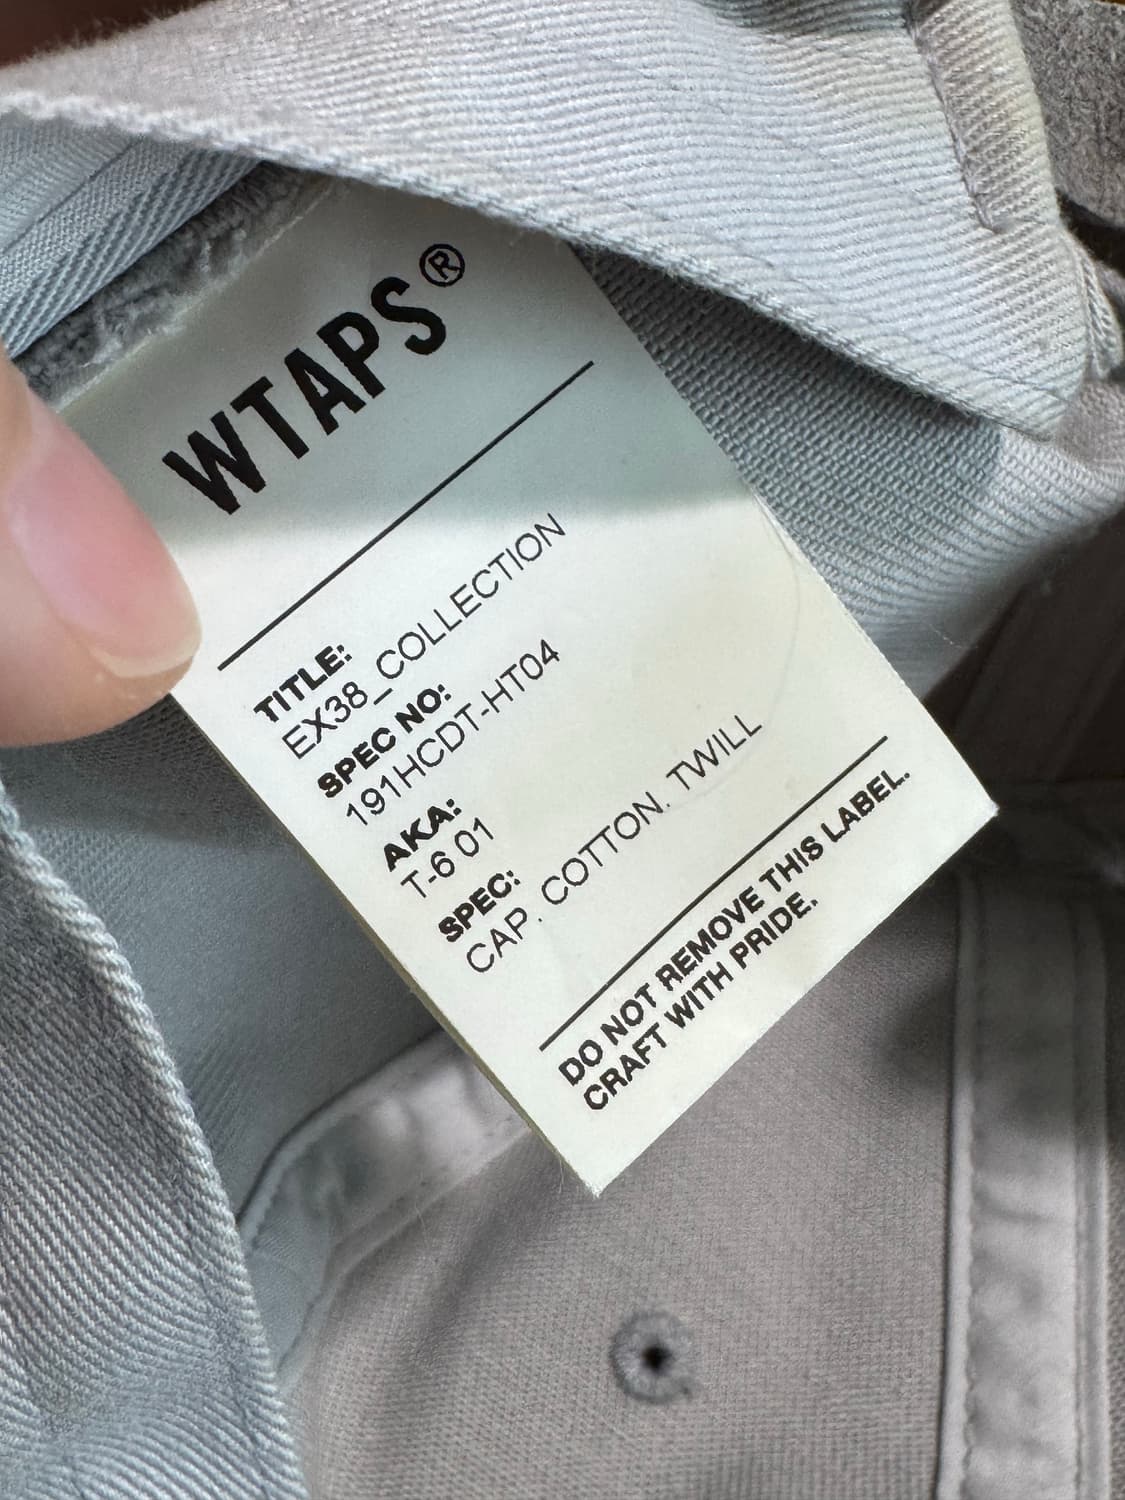 WTAPS®
TITLE:
EX38_COLLECTION
SPEC NO:
191HCDT-HT04
AKA:
T-6 01
SPEC:
CAP. COTTON. TWILL
DO NOT REMOVE THIS LABEL.
CRAFT WITH PRIDE.